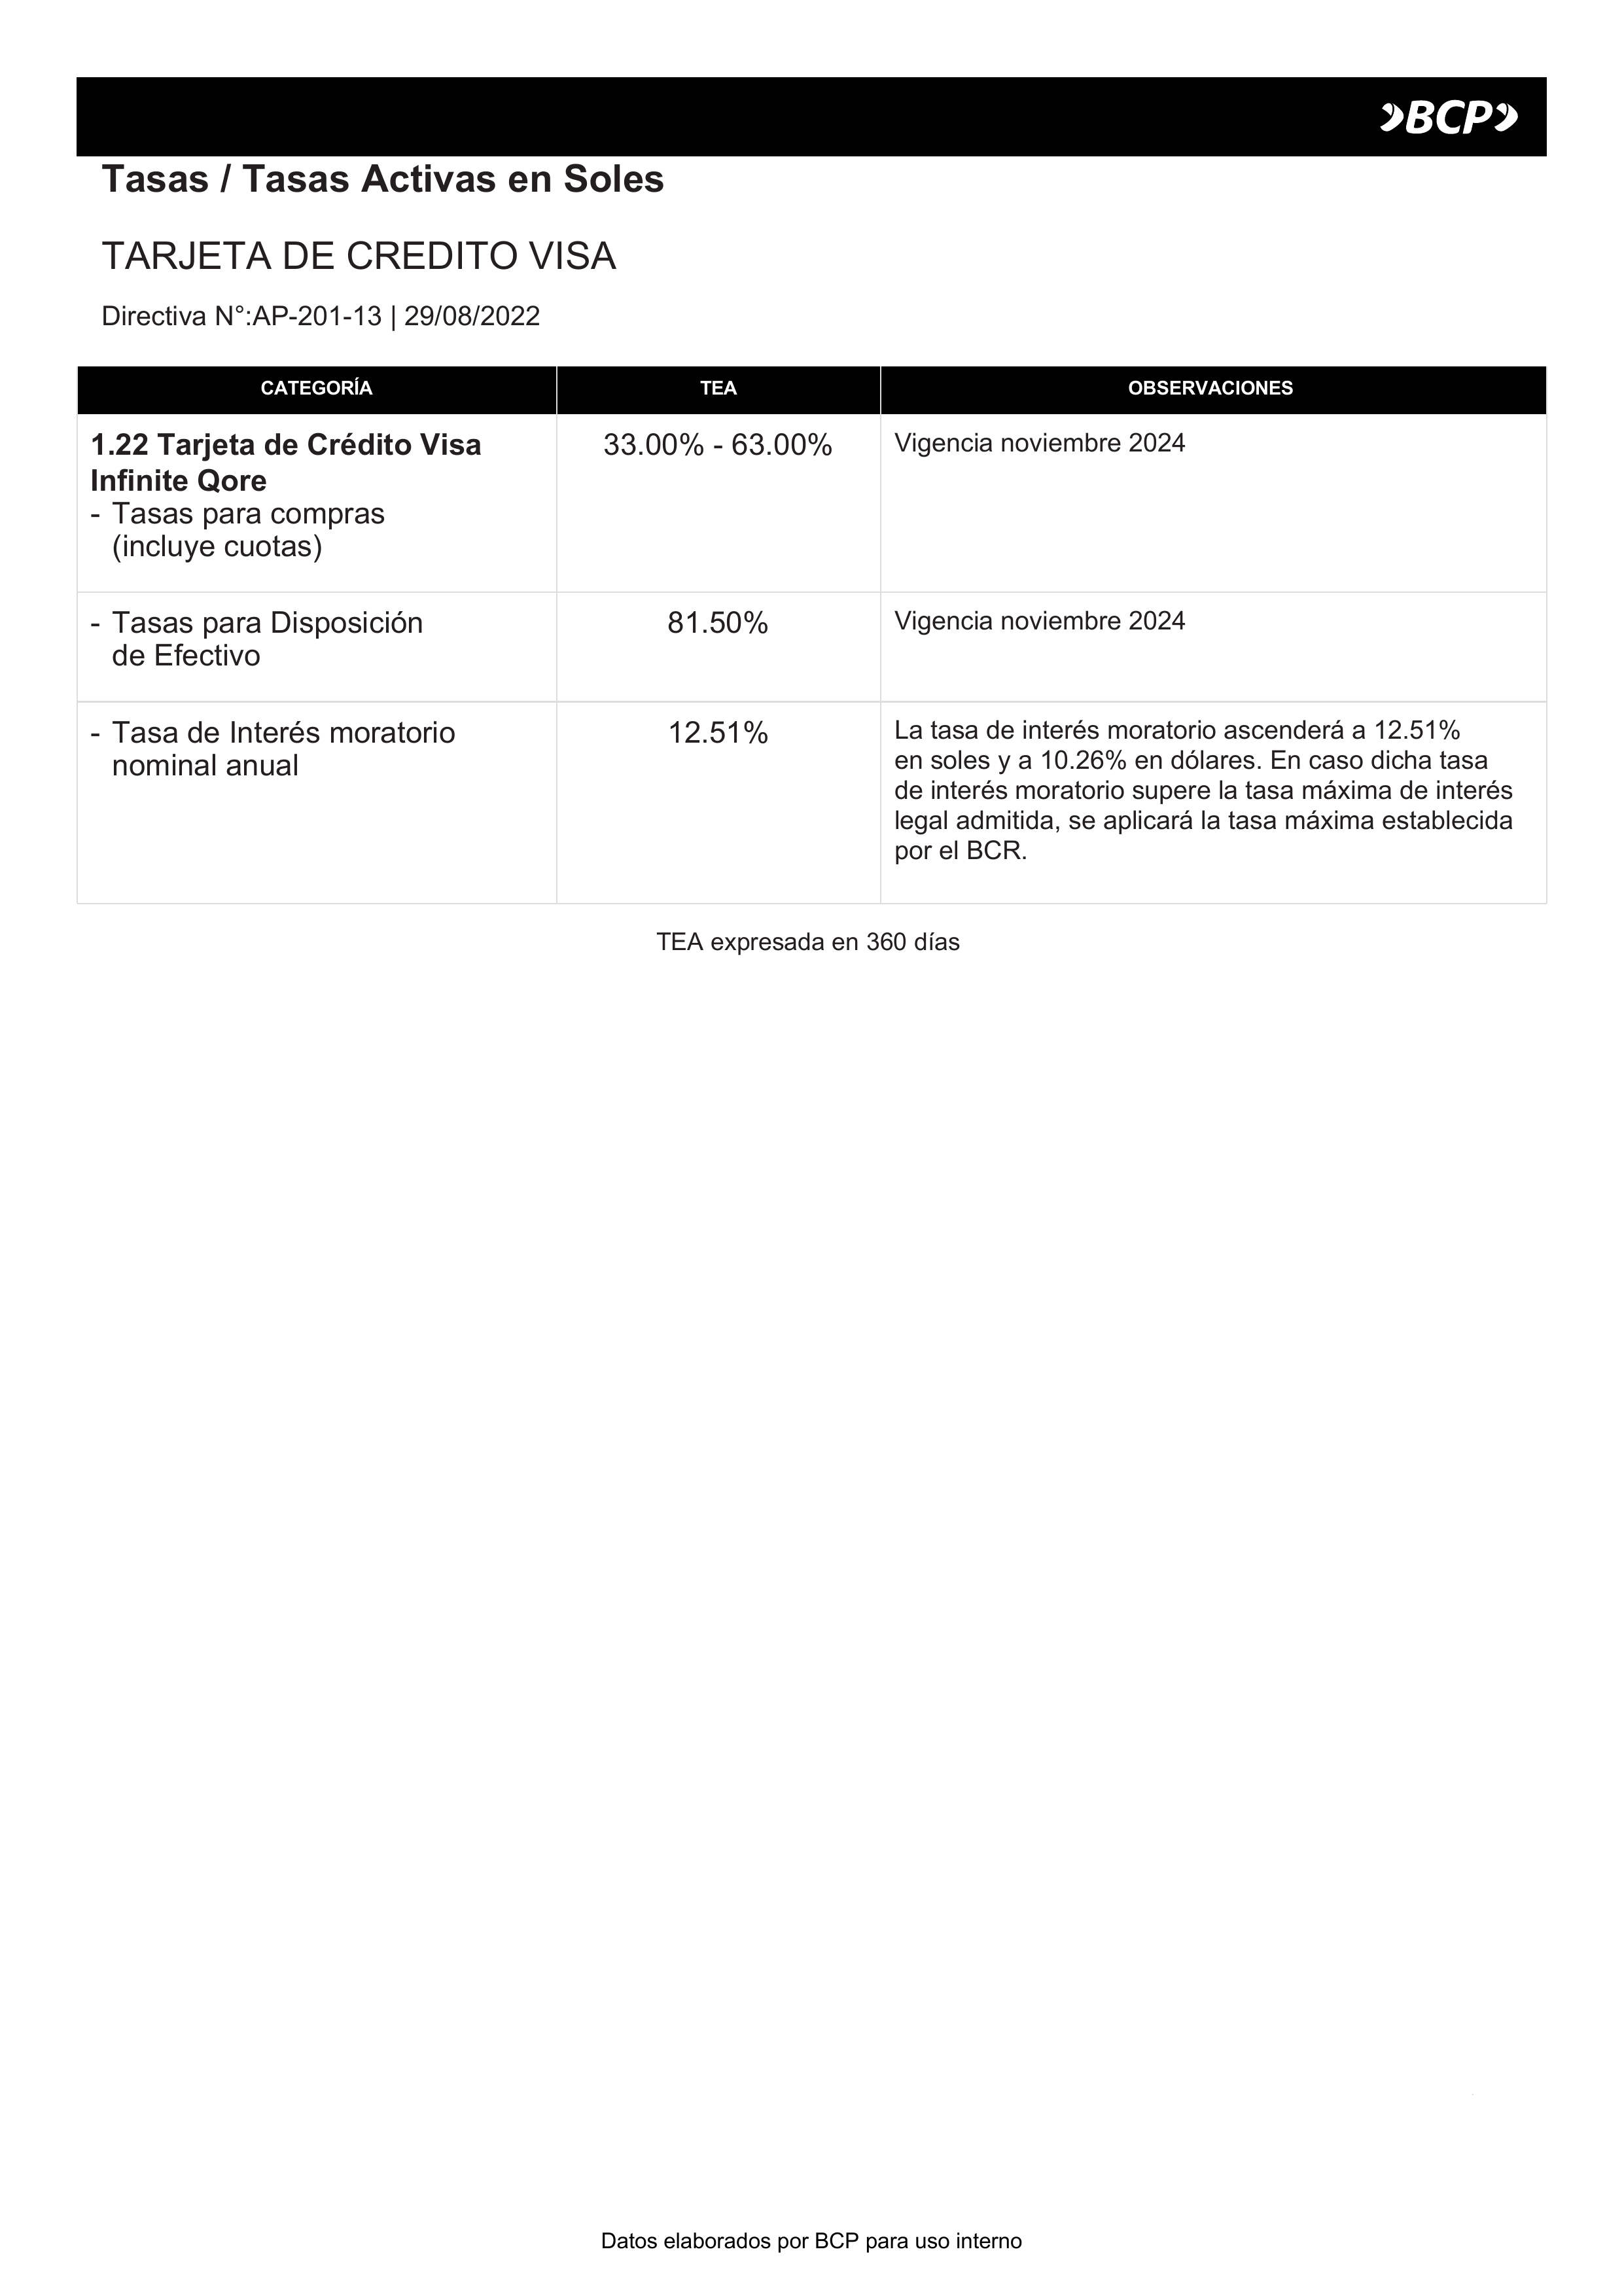 BCP
Tasas / Tasas Activas en Soles
TARJETA DE CREDITO VISA
Directiva N°:AP-201-13 | 29/08/2022
CATEGORÍA
TEA
OBSERVACIONES
1.22 Tarjeta de Crédito Visa
Infinite Qore
- Tasas para compras
(incluye cuotas)
33.00% - 63.00%
Vigencia noviembre 2024
- Tasas para Disposición
de Efectivo
81.50%
Vigencia noviembre 2024
- Tasa de Interés moratorio
nominal anual
12.51%
La tasa de interés moratorio ascenderá a 12.51%
en soles y a 10.26% en dólares. En caso dicha tasa
de interés moratorio supere la tasa máxima de interés
legal admitida, se aplicará la tasa máxima establecida
por el BCR.
TEA expresada en 360 días
Datos elaborados por BCP para uso interno